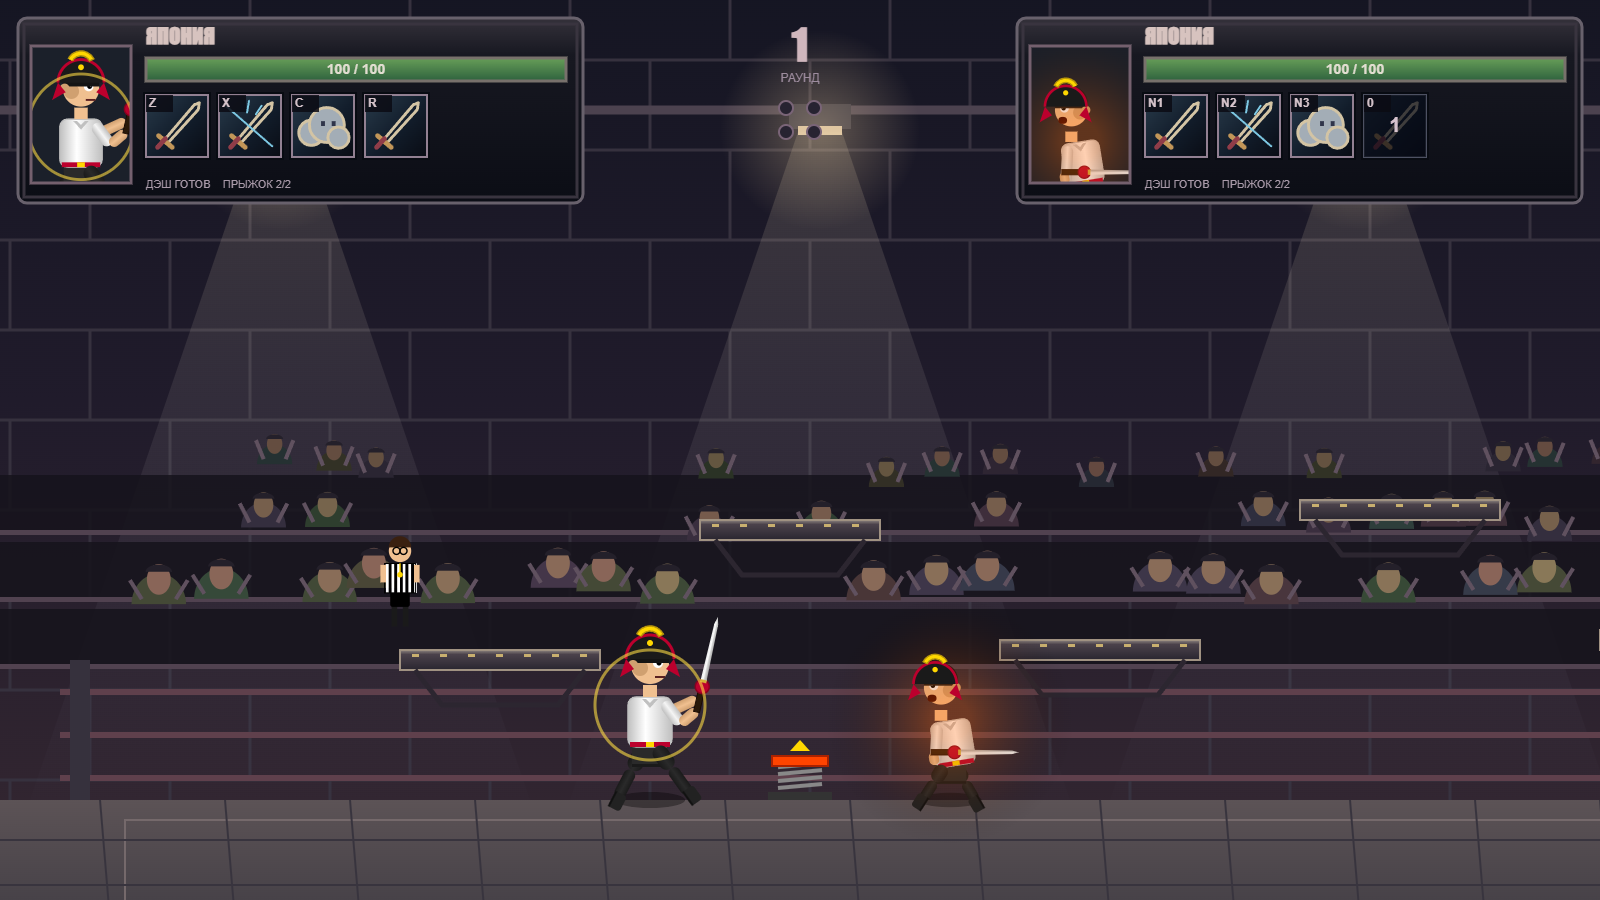 ЯПОНИЯ
100 / 100
Z X C R
ДЭШ ГОТОВ ПРЫЖОК 2/2
1
РАУНД
ЯПОНИЯ
100 / 100
N1 N2 N3 0
1
ДЭШ ГОТОВ ПРЫЖОК 2/2